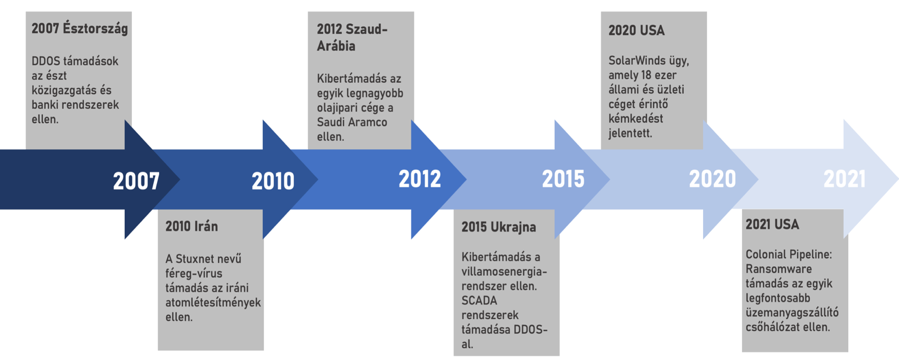 2007 Észtország
DDOS támadások
az észt
közigazgatás és
banki rendszerek
ellen.
2012 Szaud-
Arábia
Kibertámadás az
egyik legnagyobb
olajipari cége a
Saudi Aramco
ellen.
2020 USA
SolarWinds ügy,
amely 18 ezer
állami és üzleti
céget érintő
kémkedést
jelentett.
2007
2010
2012
2015
2020
2021
2010 Irán
A Stuxnet nevű
féreg-vírus
támadás az iráni
atomlétesítmények
ellen.
2015 Ukrajna
Kibertámadás a
villamosenergia-
rendszer ellen.
SCADA
rendszerek
támadása DDOS-
al.
2021 USA
Colonial Pipeline:
Ransomware
támadás az egyik
legfontosabb
üzemanyagszállító
csőhálózat ellen.